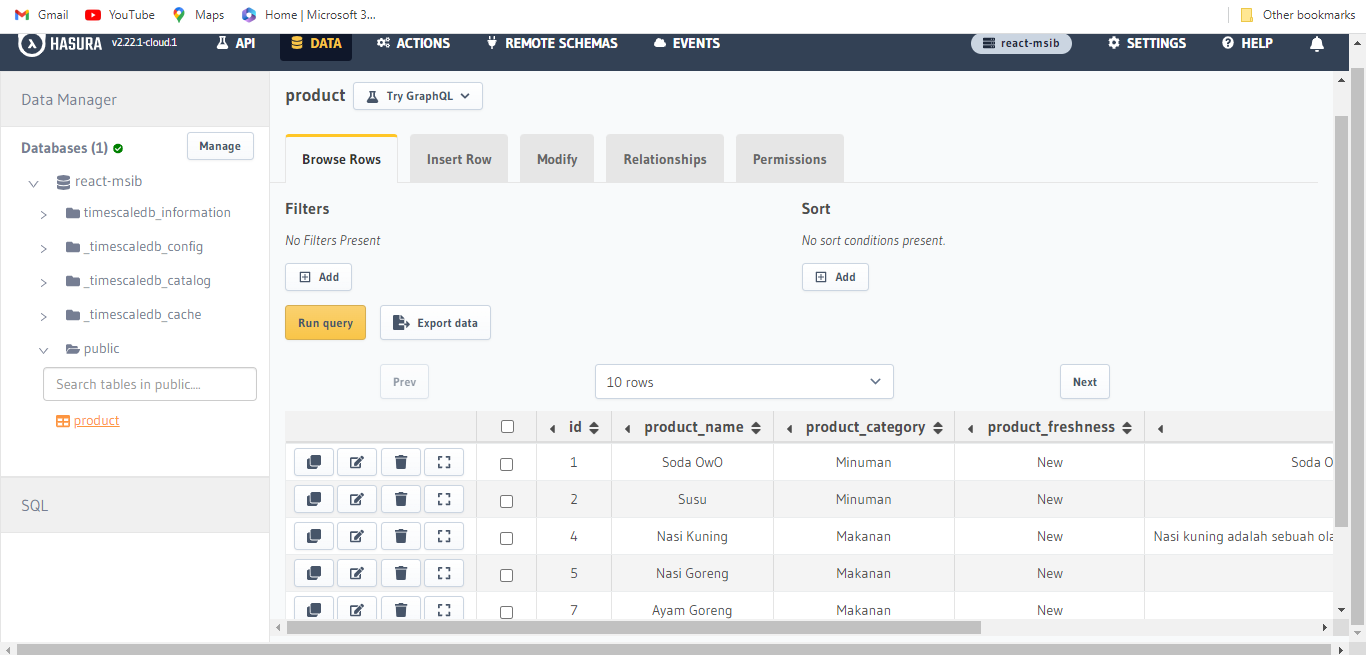 Gmail YouTube Maps Home | Microsoft 3... Other bookmarks
HASURA v2.22.1-cloud.1 API DATA ACTIONS REMOTE SCHEMAS EVENTS react-msib SETTINGS HELP
Data Manager
Databases (1) Manage
react-msib
timescaledb_information
_timescaledb_config
_timescaledb_catalog
_timescaledb_cache
public
Search tables in public....
product
SQL
product Try GraphQL
Browse Rows Insert Row Modify Relationships Permissions
Filters Sort
No Filters Present No sort conditions present.
Add Add
Run query Export data
Prev 10 rows Next
id product_name product_category product_freshness
1 Soda OwO Minuman New Soda O
2 Susu Minuman New
4 Nasi Kuning Makanan New Nasi kuning adalah sebuah ola
5 Nasi Goreng Makanan New
7 Ayam Goreng Makanan New